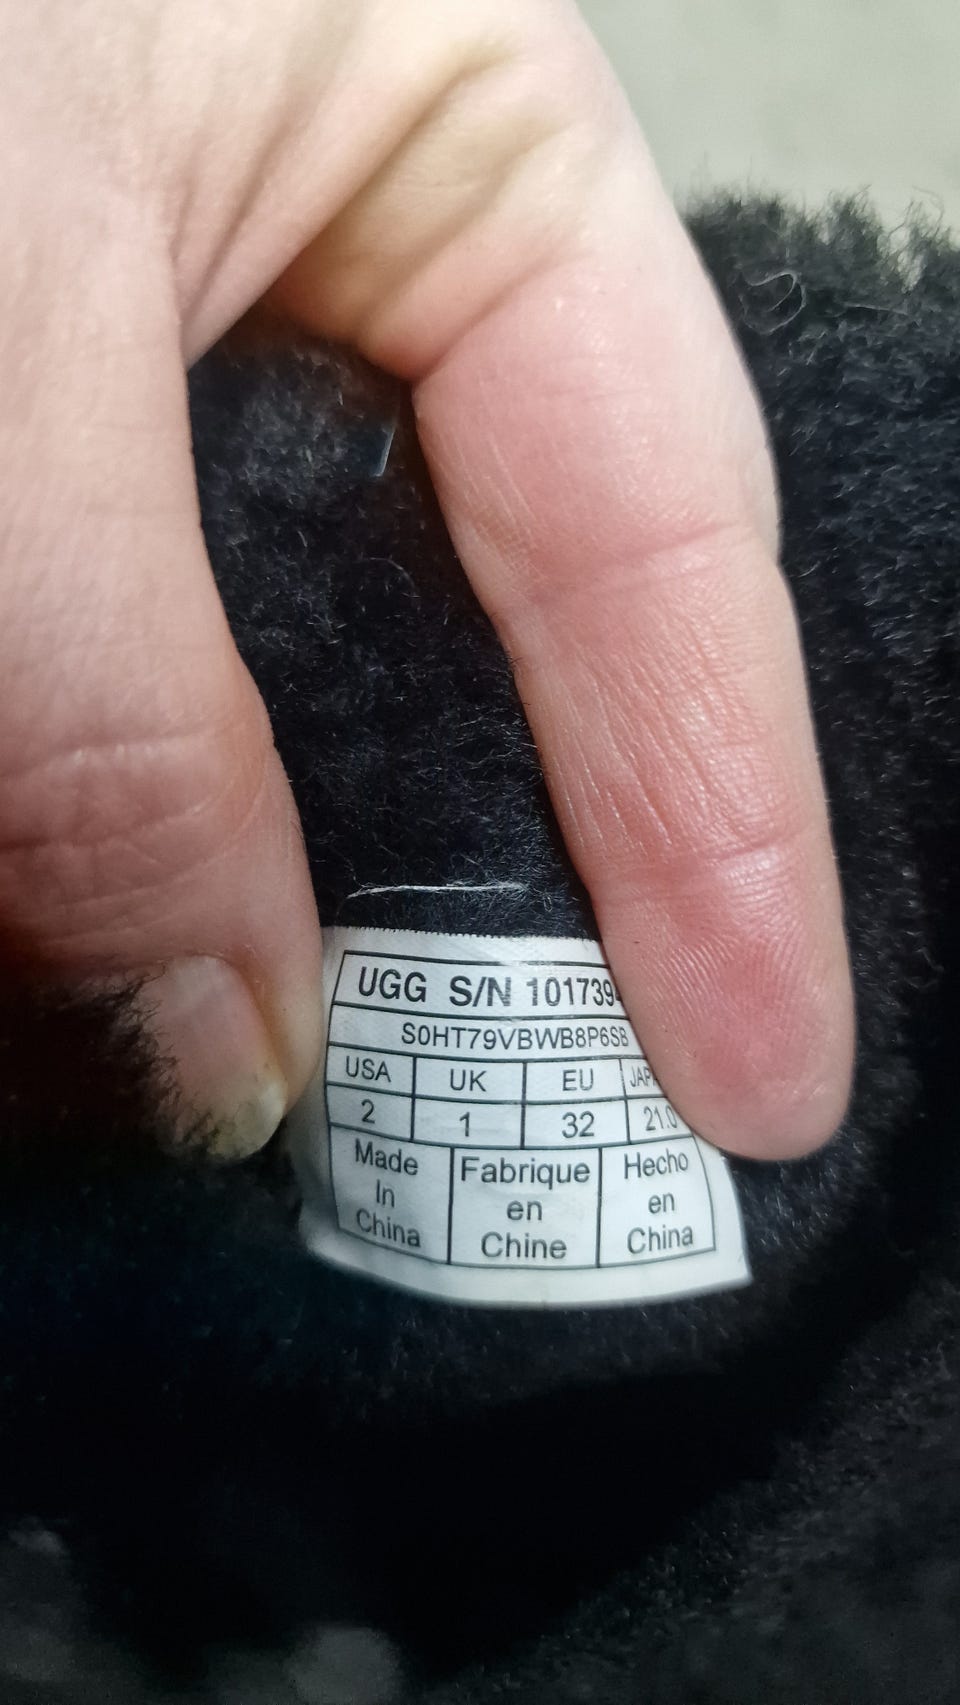 UGG S/N 101739
S0HT79VBWB8P6SB
USA UK EU
2 1 32 21.0
Made In China
Fabrique en Chine
Hecho en China